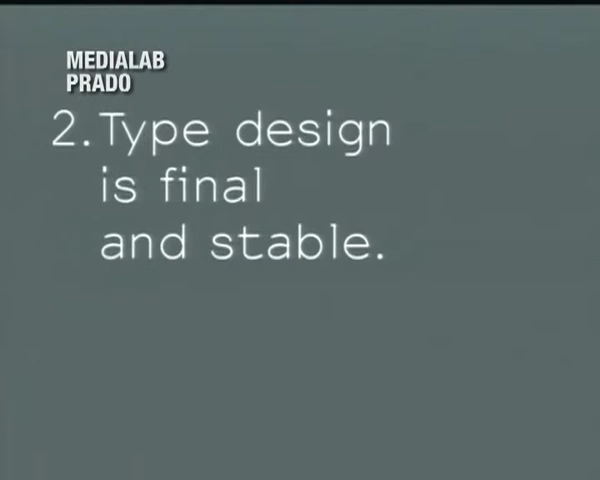 MEDIALAB
PRADO
2. Type design
is final
and stable.